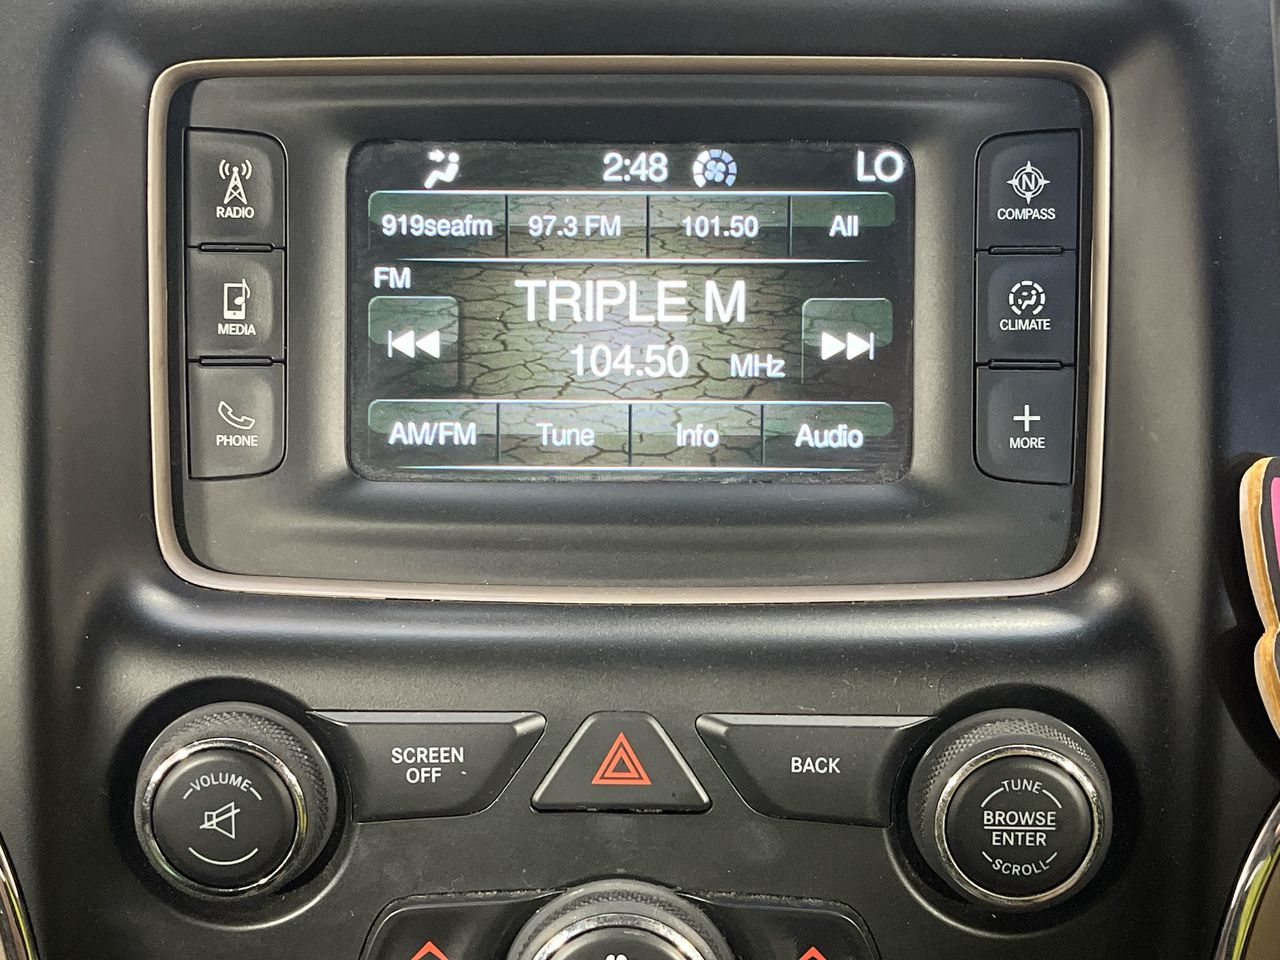 2:48 LO
919seafm 97.3 FM 101.50 All
FM
TRIPLE M
104.50 MHz
AM/FM Tune Info Audio
RADIO
MEDIA
PHONE
N
COMPASS
CLIMATE
MORE
VOLUME
SCREEN
OFF
BACK
TUNE
BROWSE
ENTER
SCROLL